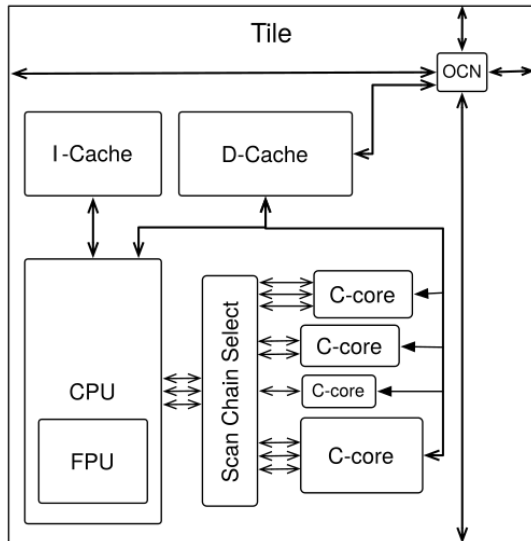 Tile
OCN
I-Cache
D-Cache
CPU
FPU
Scan Chain Select
C-core
C-core
C-core
C-core